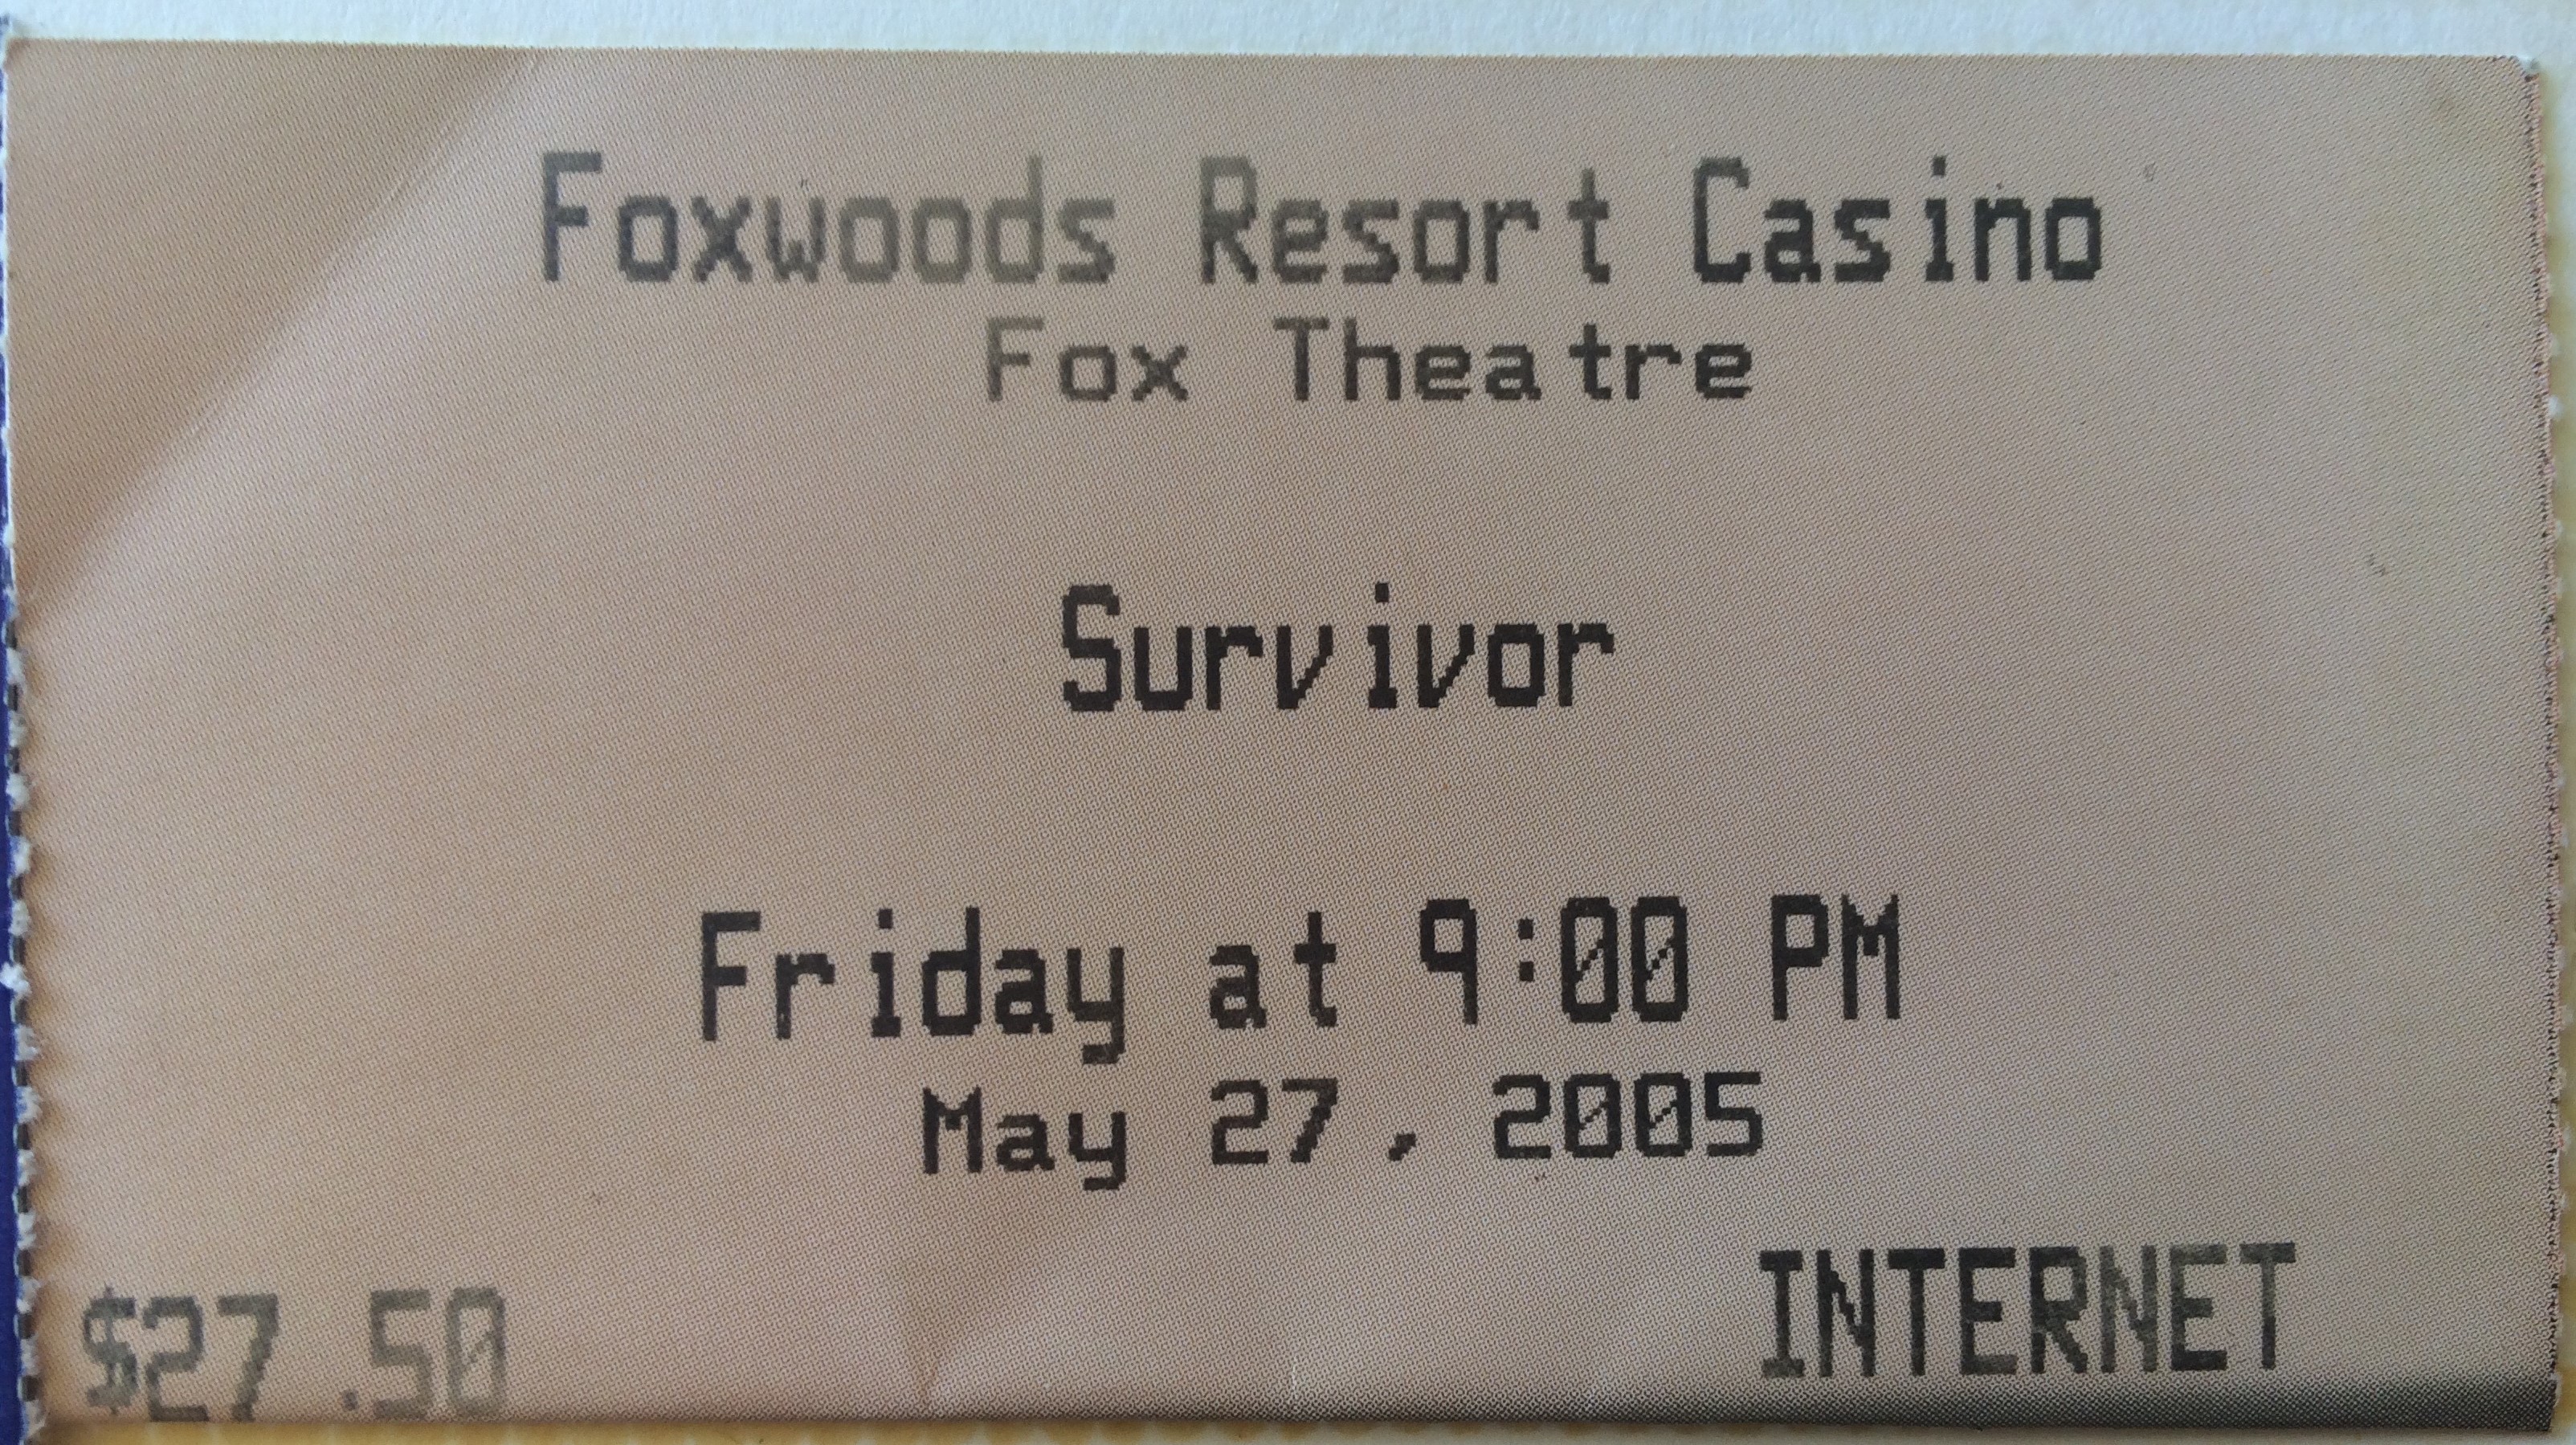 Foxwoods Resort Casino
Fox Theatre
Survivor
Friday at 9:00 PM
May 27, 2005
$27.50 INTERNET